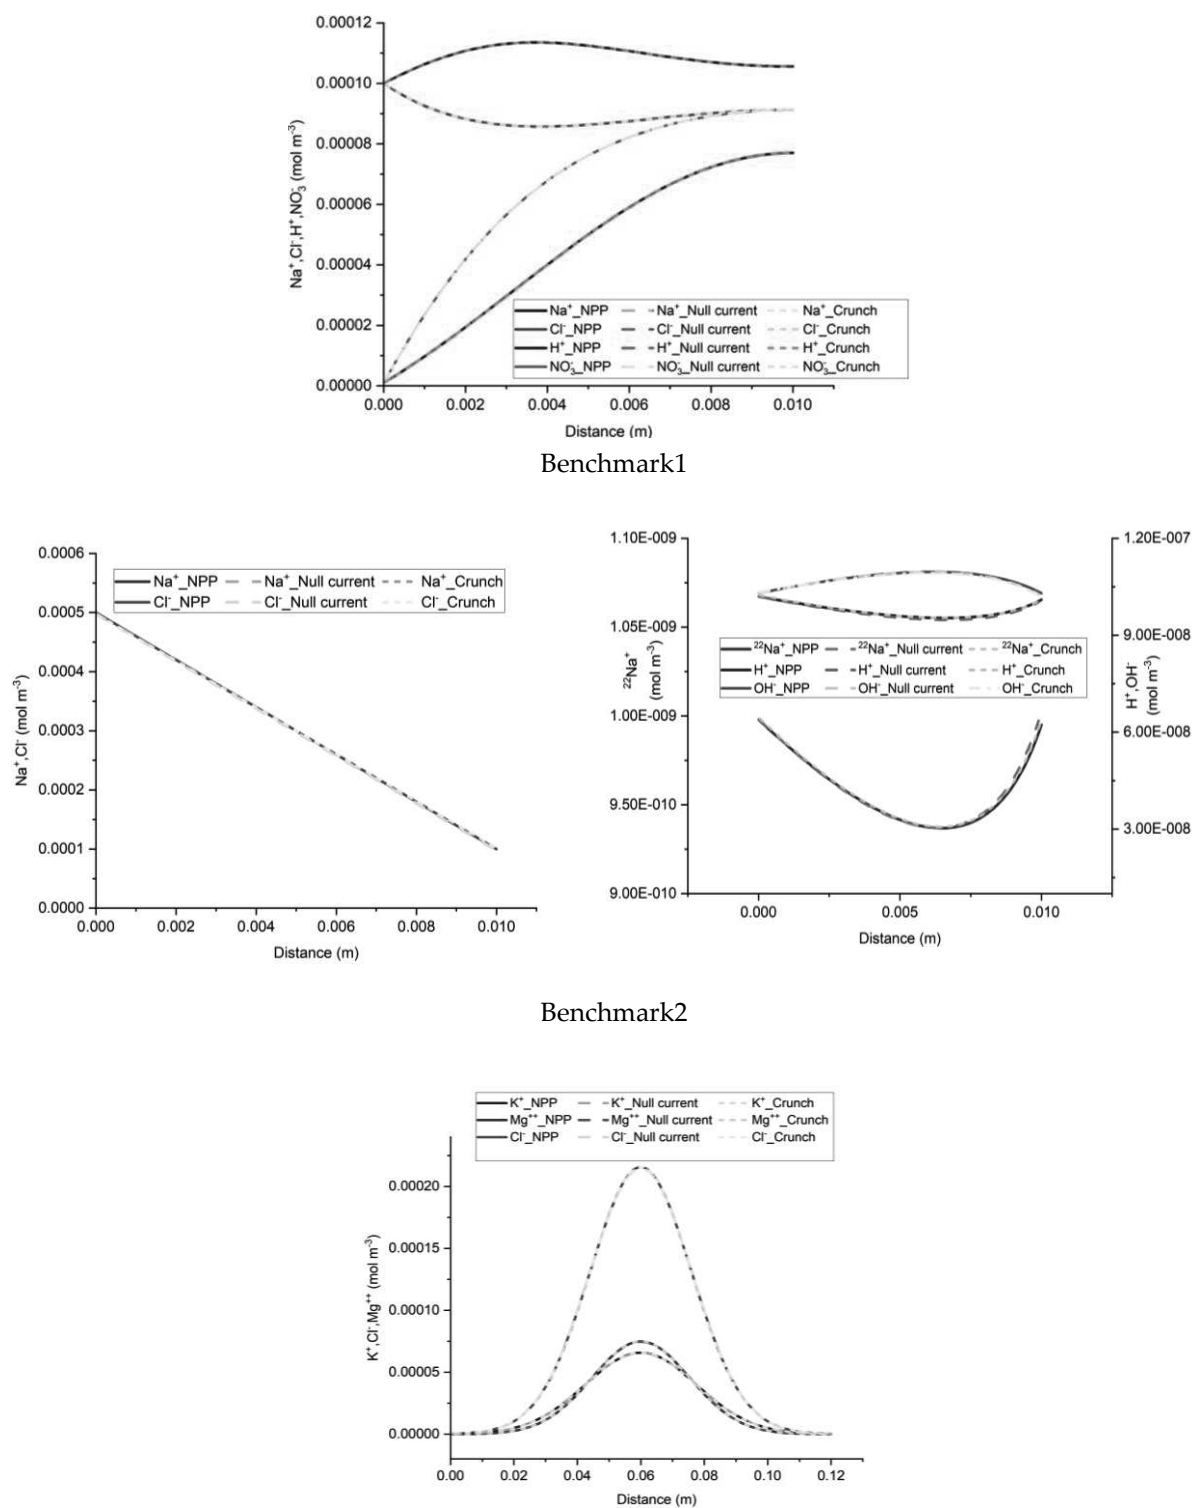 0.00012
0.00010
0.00008
0.00006
0.00004
0.00002
0.00000
Na⁺,Cl⁻,H⁺,NO₃⁻ (mol m⁻³)
Na⁺_NPP Na⁺_Null current Na⁺_Crunch
Cl⁻_NPP Cl⁻_Null current Cl⁻_Crunch
H⁺_NPP H⁺_Null current H⁺_Crunch
NO₃⁻_NPP NO₃⁻_Null current NO₃⁻_Crunch
0.000 0.002 0.004 0.006 0.008 0.010
Distance (m)
Benchmark1
0.0006
0.0005
0.0004
0.0003
0.0002
0.0001
0.0000
Na⁺,Cl⁻ (mol m⁻³)
Na⁺_NPP Na⁺_Null current Na⁺_Crunch
Cl⁻_NPP Cl⁻_Null current Cl⁻_Crunch
0.000 0.002 0.004 0.006 0.008 0.010
Distance (m)
1.10E-009
1.05E-009
1.00E-009
9.50E-010
9.00E-010
²²Na⁺
(mol m⁻³)
²²Na⁺_NPP ²²Na⁺_Null current ²²Na⁺_Crunch
H⁺_NPP H⁺_Null current H⁺_Crunch
OH⁻_NPP OH⁻_Null current OH⁻_Crunch
1.20E-007
9.00E-008
6.00E-008
3.00E-008
H⁺,OH⁻
(mol m⁻³)
0.000 0.005 0.010
Distance (m)
Benchmark2
K⁺_NPP K⁺_Null current K⁺_Crunch
Mg⁺⁺_NPP Mg⁺⁺_Null current Mg⁺⁺_Crunch
Cl⁻_NPP Cl⁻_Null current Cl⁻_Crunch
0.00020
0.00015
0.00010
0.00005
0.00000
K⁺,Cl⁻,Mg⁺⁺ (mol m⁻³)
0.00 0.02 0.04 0.06 0.08 0.10 0.12
Distance (m)